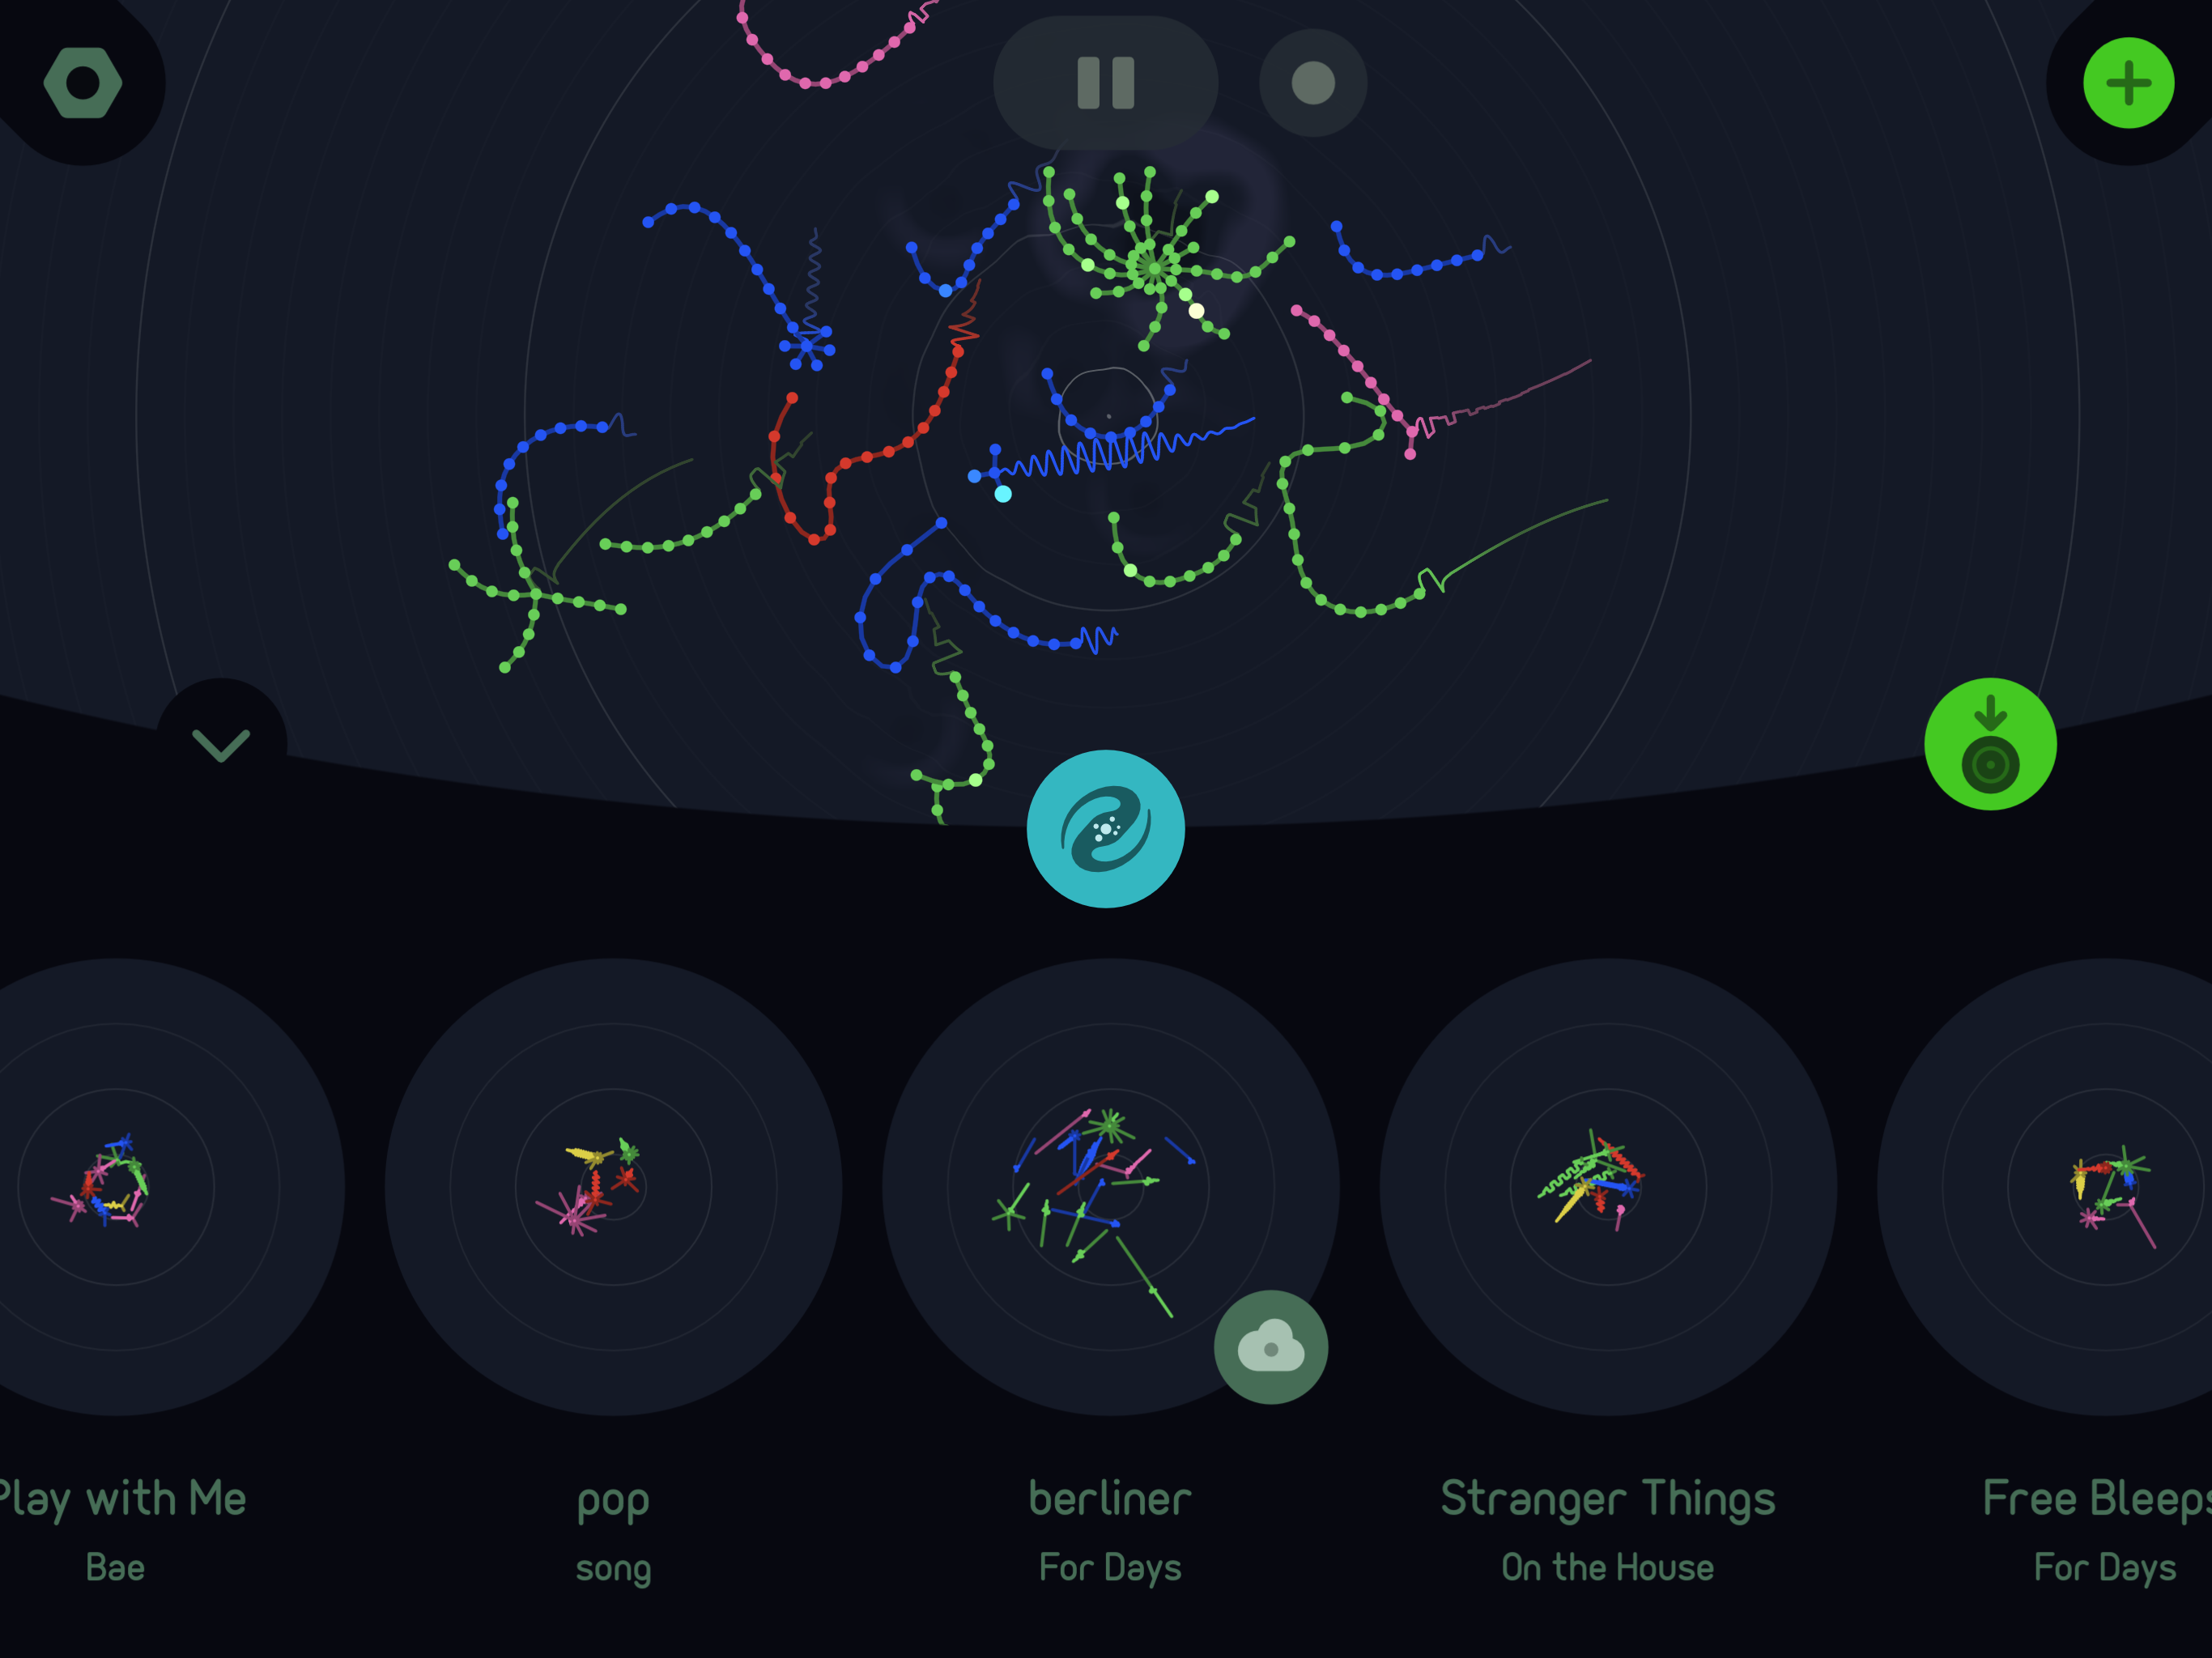 Play with Me
Bae
pop
song
berliner
For Days
Stranger Things
On the House
Free Bleeps
For Days